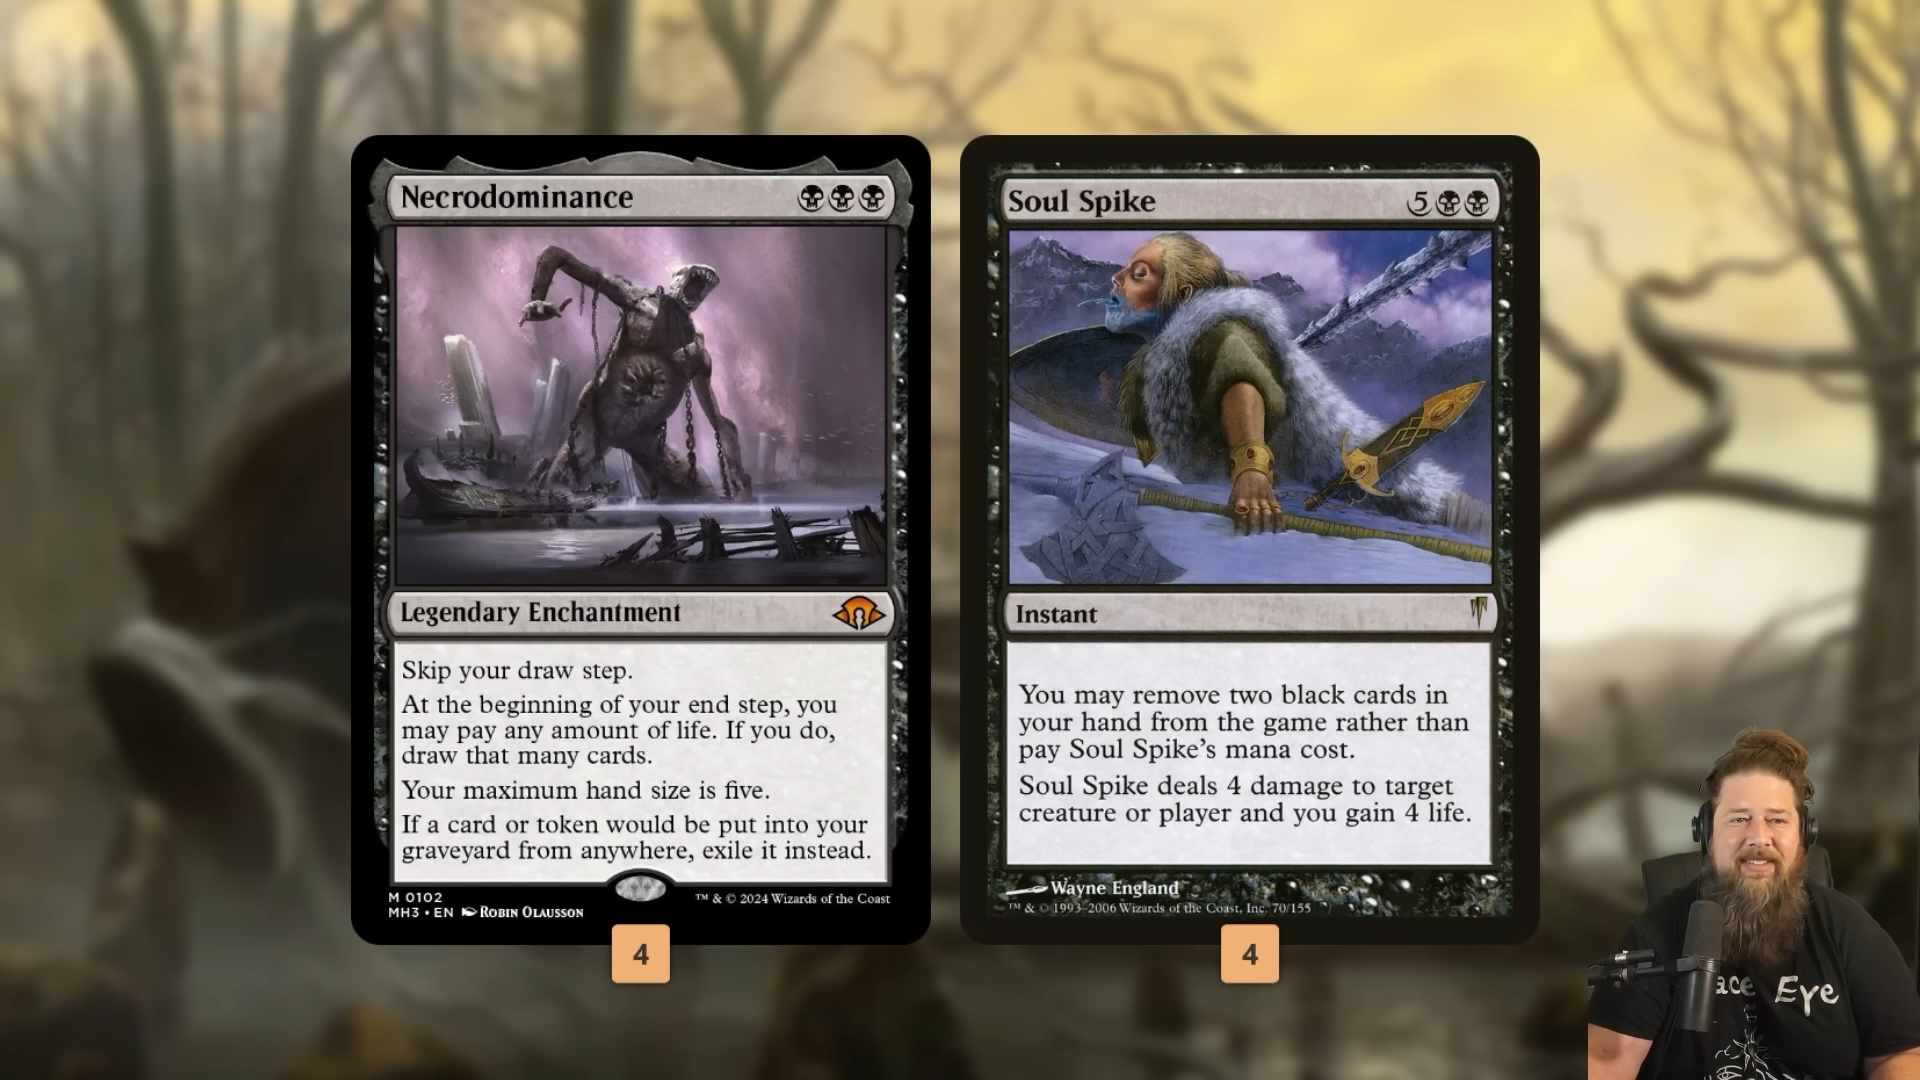 Necrodominance
Legendary Enchantment
Skip your draw step.
At the beginning of your end step, you
may pay any amount of life. If you do,
draw that many cards.
Your maximum hand size is five.
If a card or token would be put into your
graveyard from anywhere, exile it instead.
M 0102
MH3 • EN Robin Olausson
™ & © 2024 Wizards of the Coast
4
Soul Spike
5
Instant
You may remove two black cards in
your hand from the game rather than
pay Soul Spike's mana cost.
Soul Spike deals 4 damage to target
creature or player and you gain 4 life.
Wayne England
™ & © 1993-2006 Wizards of the Coast, Inc. 70/155
4
Eye